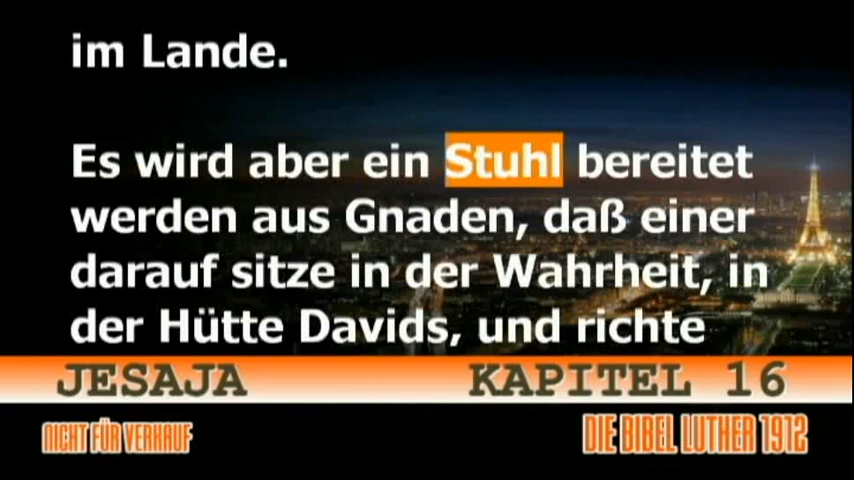 im Lande.
Es wird aber ein Stuhl bereitet
werden aus Gnaden, daß einer
darauf sitze in der Wahrheit, in
der Hütte Davids, und richte
JESAJA KAPITEL 16
NICHT FÜR VERKAUF DIE BIBEL LUTHER 1912